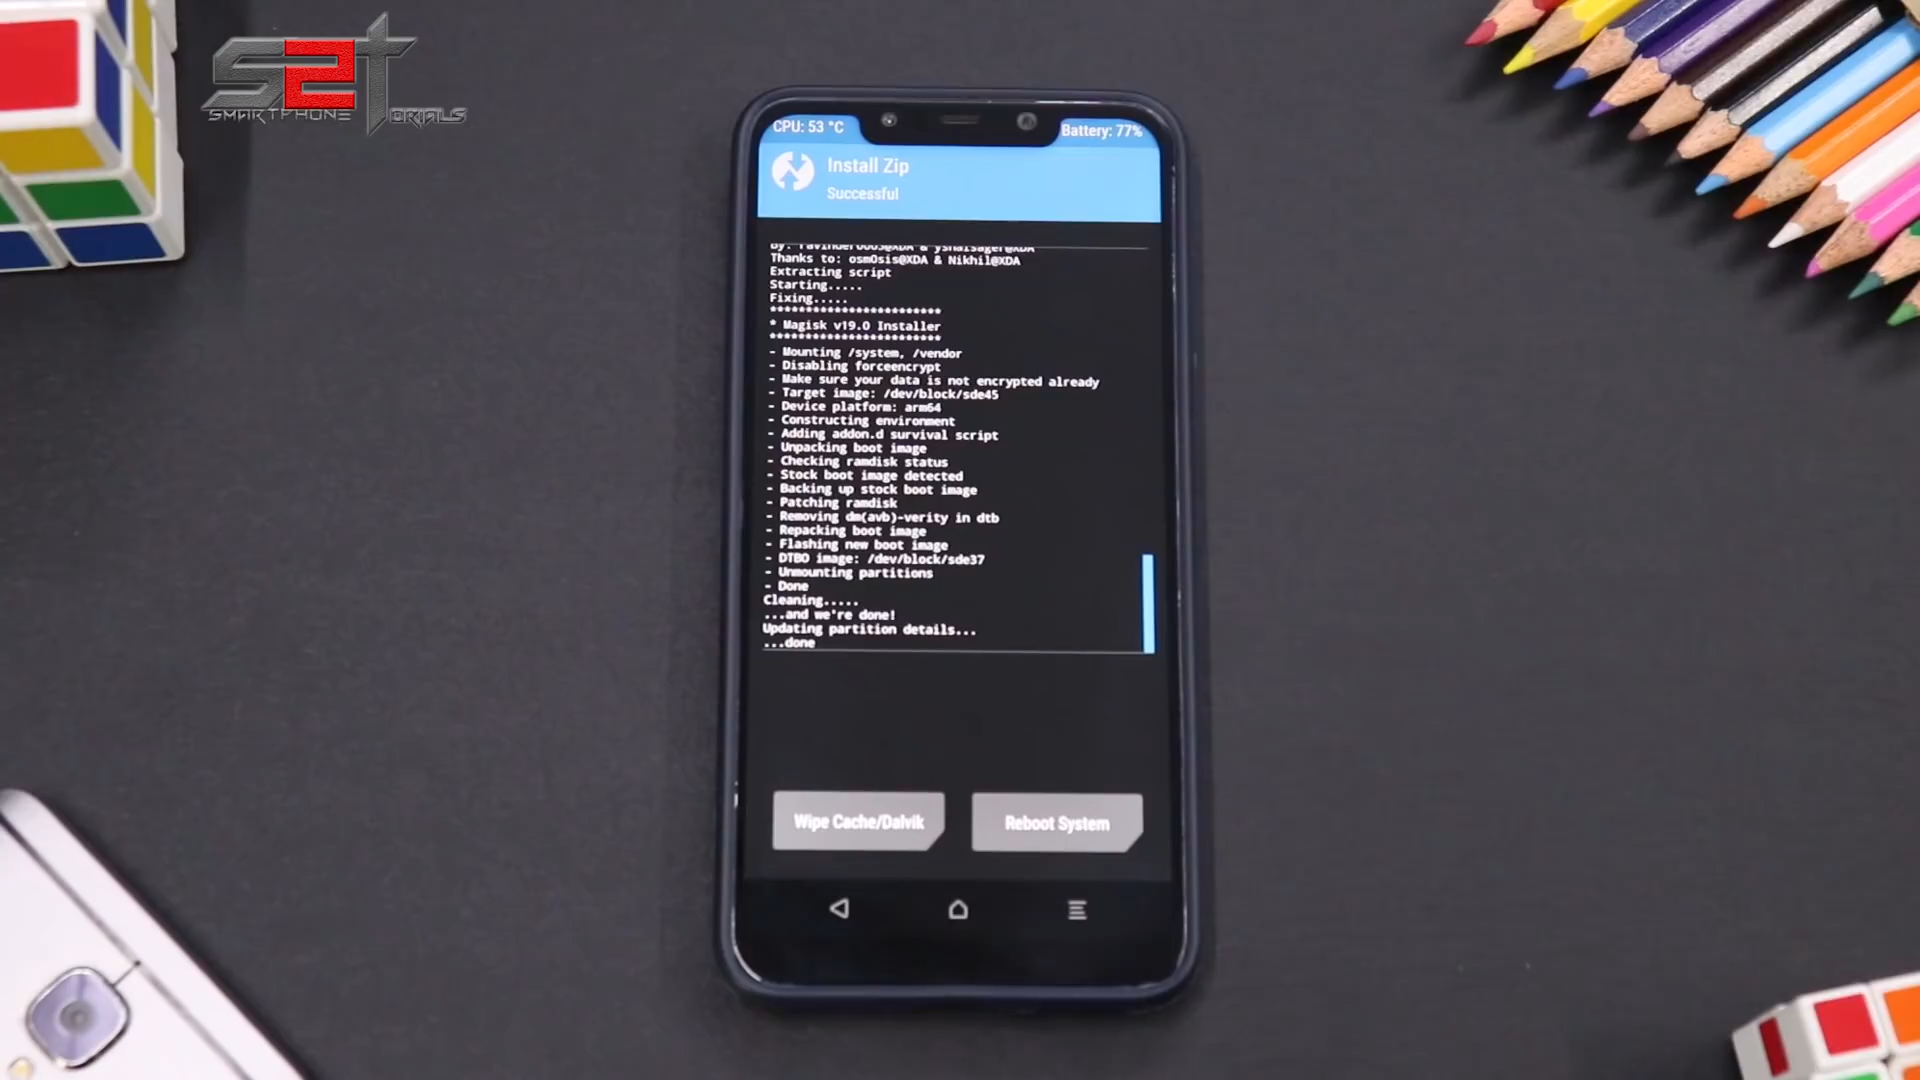 S2T
SMARTPHONE TORIALS
CPU: 53 °C
Battery: 77%
Install Zip
Successful
Thanks to: osm0sis@XDA & Nikhil@XDA
Extracting script
Starting.....
Fixing.....
************************
* Magisk v19.0 Installer
************************
- Mounting /system, /vendor
- Disabling forceencrypt
- Make sure your data is not encrypted already
- Target image: /dev/block/sde45
- Device platform: arm64
- Constructing environment
- Adding addon.d survival script
- Unpacking boot image
- Checking ramdisk status
- Stock boot image detected
- Backing up stock boot image
- Patching ramdisk
- Removing dm(avb)-verity in dtb
- Repacking boot image
- Flashing new boot image
- DTBO image: /dev/block/sde37
- Unmounting partitions
- Done
Cleaning.....
...and we're done!
Updating partition details...
...done
Wipe Cache/Dalvik
Reboot System